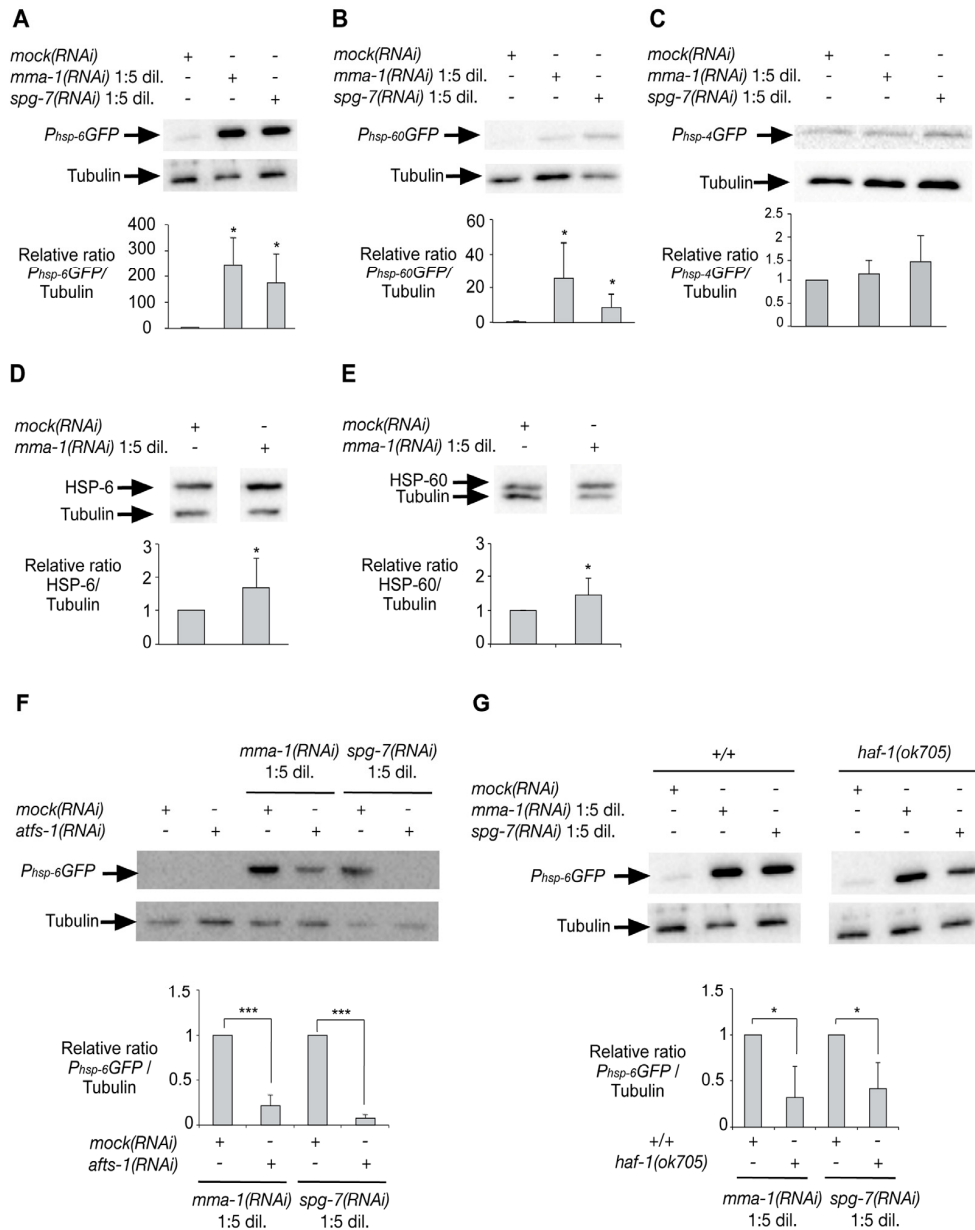 A
mock(RNAi) + - -
mma-1(RNAi) 1:5 dil. - + -
spg-7(RNAi) 1:5 dil. - - +
Phsp-6GFP
Tubulin
400
300
200
100
0
Relative ratio
Phsp-6GFP/
Tubulin
* *
B
mock(RNAi) + - -
mma-1(RNAi) 1:5 dil. - + -
spg-7(RNAi) 1:5 dil. - - +
Phsp-60GFP
Tubulin
60
40
20
0
Relative ratio
Phsp-60GFP/
Tubulin
* *
C
mock(RNAi) + - -
mma-1(RNAi) 1:5 dil. - + -
spg-7(RNAi) 1:5 dil. - - +
Phsp-4GFP
Tubulin
2.5
2
1.5
1
0.5
0
Relative ratio
Phsp-4GFP/
Tubulin
D
mock(RNAi) + -
mma-1(RNAi) 1:5 dil. - +
HSP-6
Tubulin
3
2
1
0
Relative ratio
HSP-6/
Tubulin
*
E
mock(RNAi) + -
mma-1(RNAi) 1:5 dil. - +
HSP-60
Tubulin
3
2
1
0
Relative ratio
HSP-60/
Tubulin
*
F
mma-1(RNAi) spg-7(RNAi)
1:5 dil. 1:5 dil.
mock(RNAi) + - + - + -
atfs-1(RNAi) - + - + - +
Phsp-6GFP
Tubulin
1.5
1
0.5
0
Relative ratio
Phsp-6GFP /
Tubulin
*** ***
mock(RNAi) + - + -
afts-1(RNAi) - + - +
mma-1(RNAi) spg-7(RNAi)
1:5 dil. 1:5 dil.
G
+/+ haf-1(ok705)
mock(RNAi) + - - + - -
mma-1(RNAi) 1:5 dil. - + - - + -
spg-7(RNAi) 1:5 dil. - - + - - +
Phsp-6GFP
Tubulin
1.5
1
0.5
0
Relative ratio
Phsp-6GFP /
Tubulin
* *
+/+ + - + -
haf-1(ok705) - + - +
mma-1(RNAi) spg-7(RNAi)
1:5 dil. 1:5 dil.